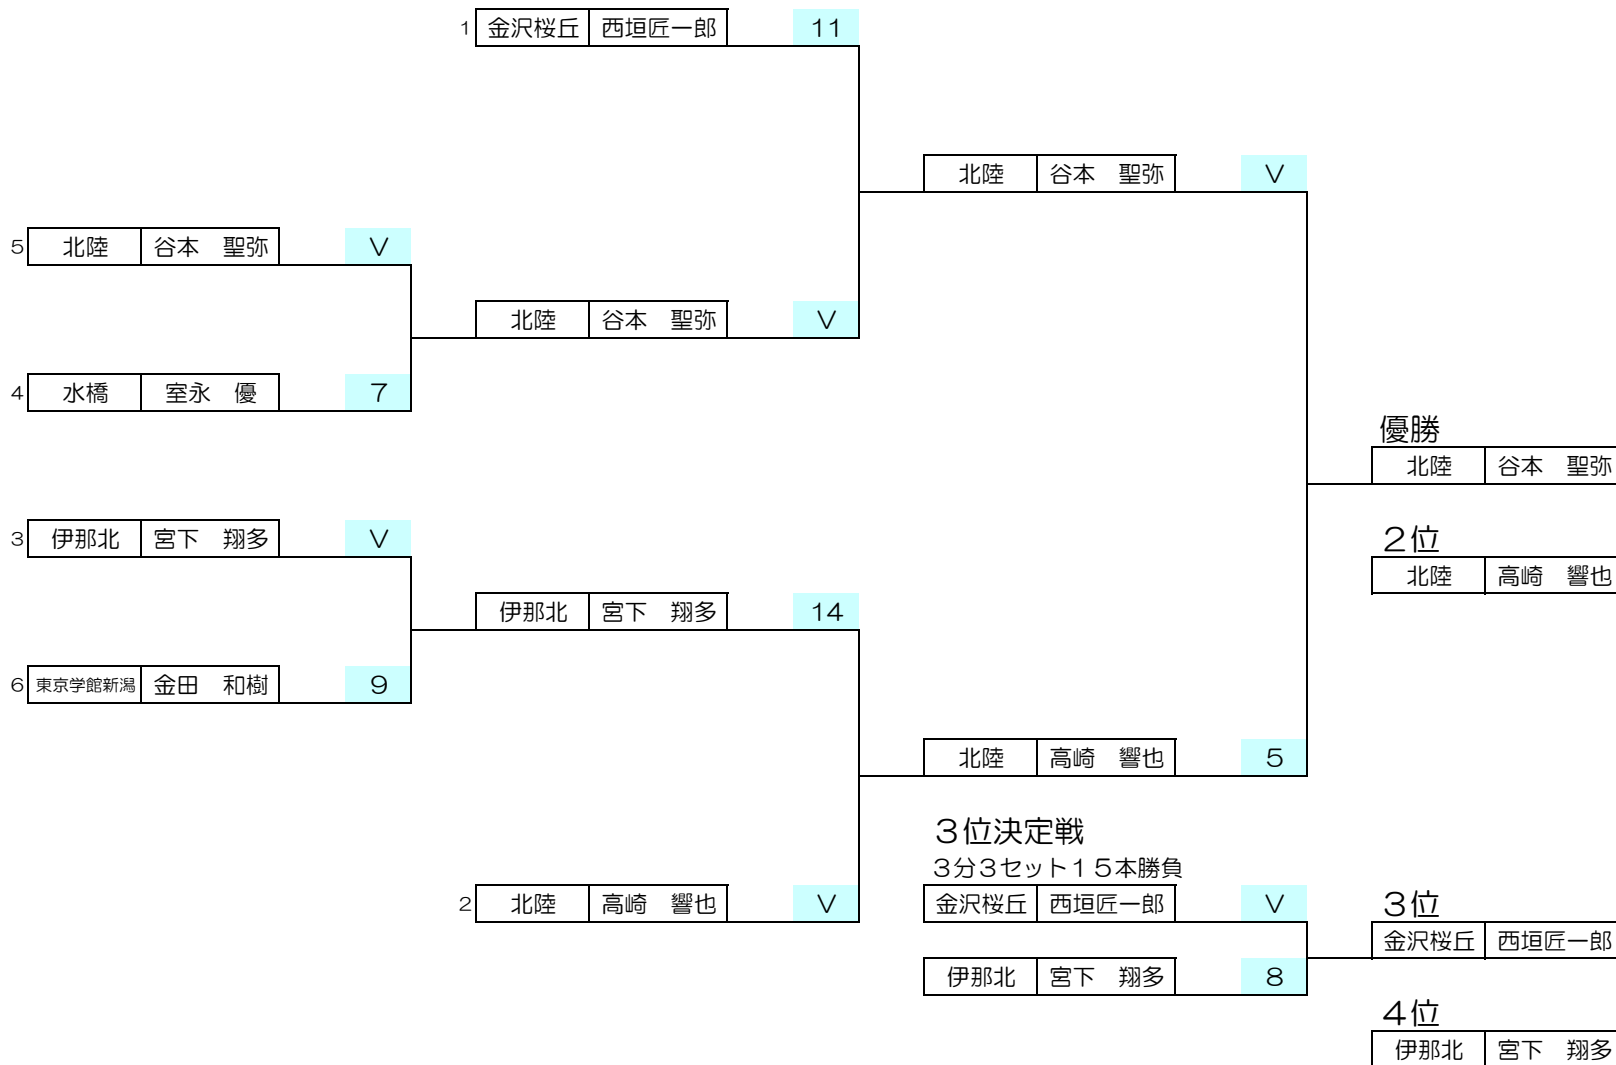 1 金沢桜丘 西垣匠一郎 11
北陸 谷本　聖弥 V
5 北陸 谷本　聖弥 V
北陸 谷本　聖弥 V
4 水橋 室永　優 7
優勝
北陸 谷本　聖弥
3 伊那北 宮下　翔多 V
2位
北陸 高崎　響也
伊那北 宮下　翔多 14
6 東京学館新潟 金田　和樹 9
北陸 高崎　響也 5
3位決定戦
3分3セット15本勝負
2 北陸 高崎　響也 V
金沢桜丘 西垣匠一郎 V
3位
金沢桜丘 西垣匠一郎
伊那北 宮下　翔多 8
4位
伊那北 宮下　翔多